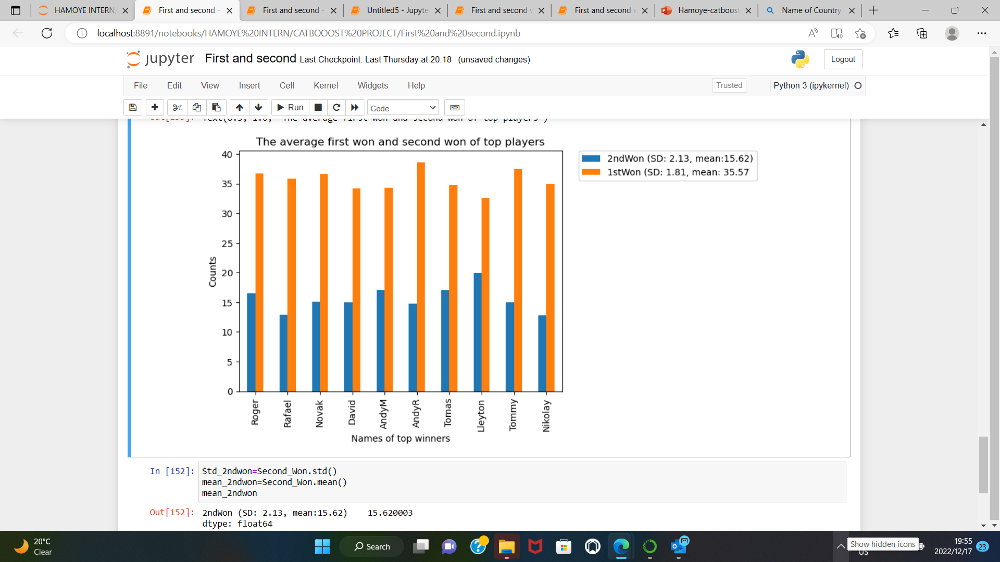 HAMOYE INTERN
First and second -
First and second -
Untitled5 - Jupyte
First and second v
First and second v
Hamoye-catboost
Name of Country
localhost:8891/notebooks/HAMOYE%20INTERN/CATBOOOST%20PROJECT/First%20and%20second.ipynb
jupyter First and second Last Checkpoint: Last Thursday at 20:18 (unsaved changes)
Logout
File Edit View Insert Cell Kernel Widgets Help
Trusted
Python 3 (ipykernel)
Run
Code
The average first won and second won of top players
40
35
30
25
20
15
10
5
0
Counts
2ndWon (SD: 2.13, mean:15.62)
1stWon (SD: 1.81, mean: 35.57
Roger
Rafael
Novak
David
AndyM
AndyR
Tomas
Lleyton
Tommy
Nikolay
Names of top winners
In [152]:
Std_2ndwon=Second_Won.std()
mean_2ndwon=Second_Won.mean()
mean_2ndwon
Out[152]:
2ndWon (SD: 2.13, mean:15.62)    15.620003
dtype: float64
20°C
Clear
Search
Show hidden icons
US
19:55
2022/12/17
23